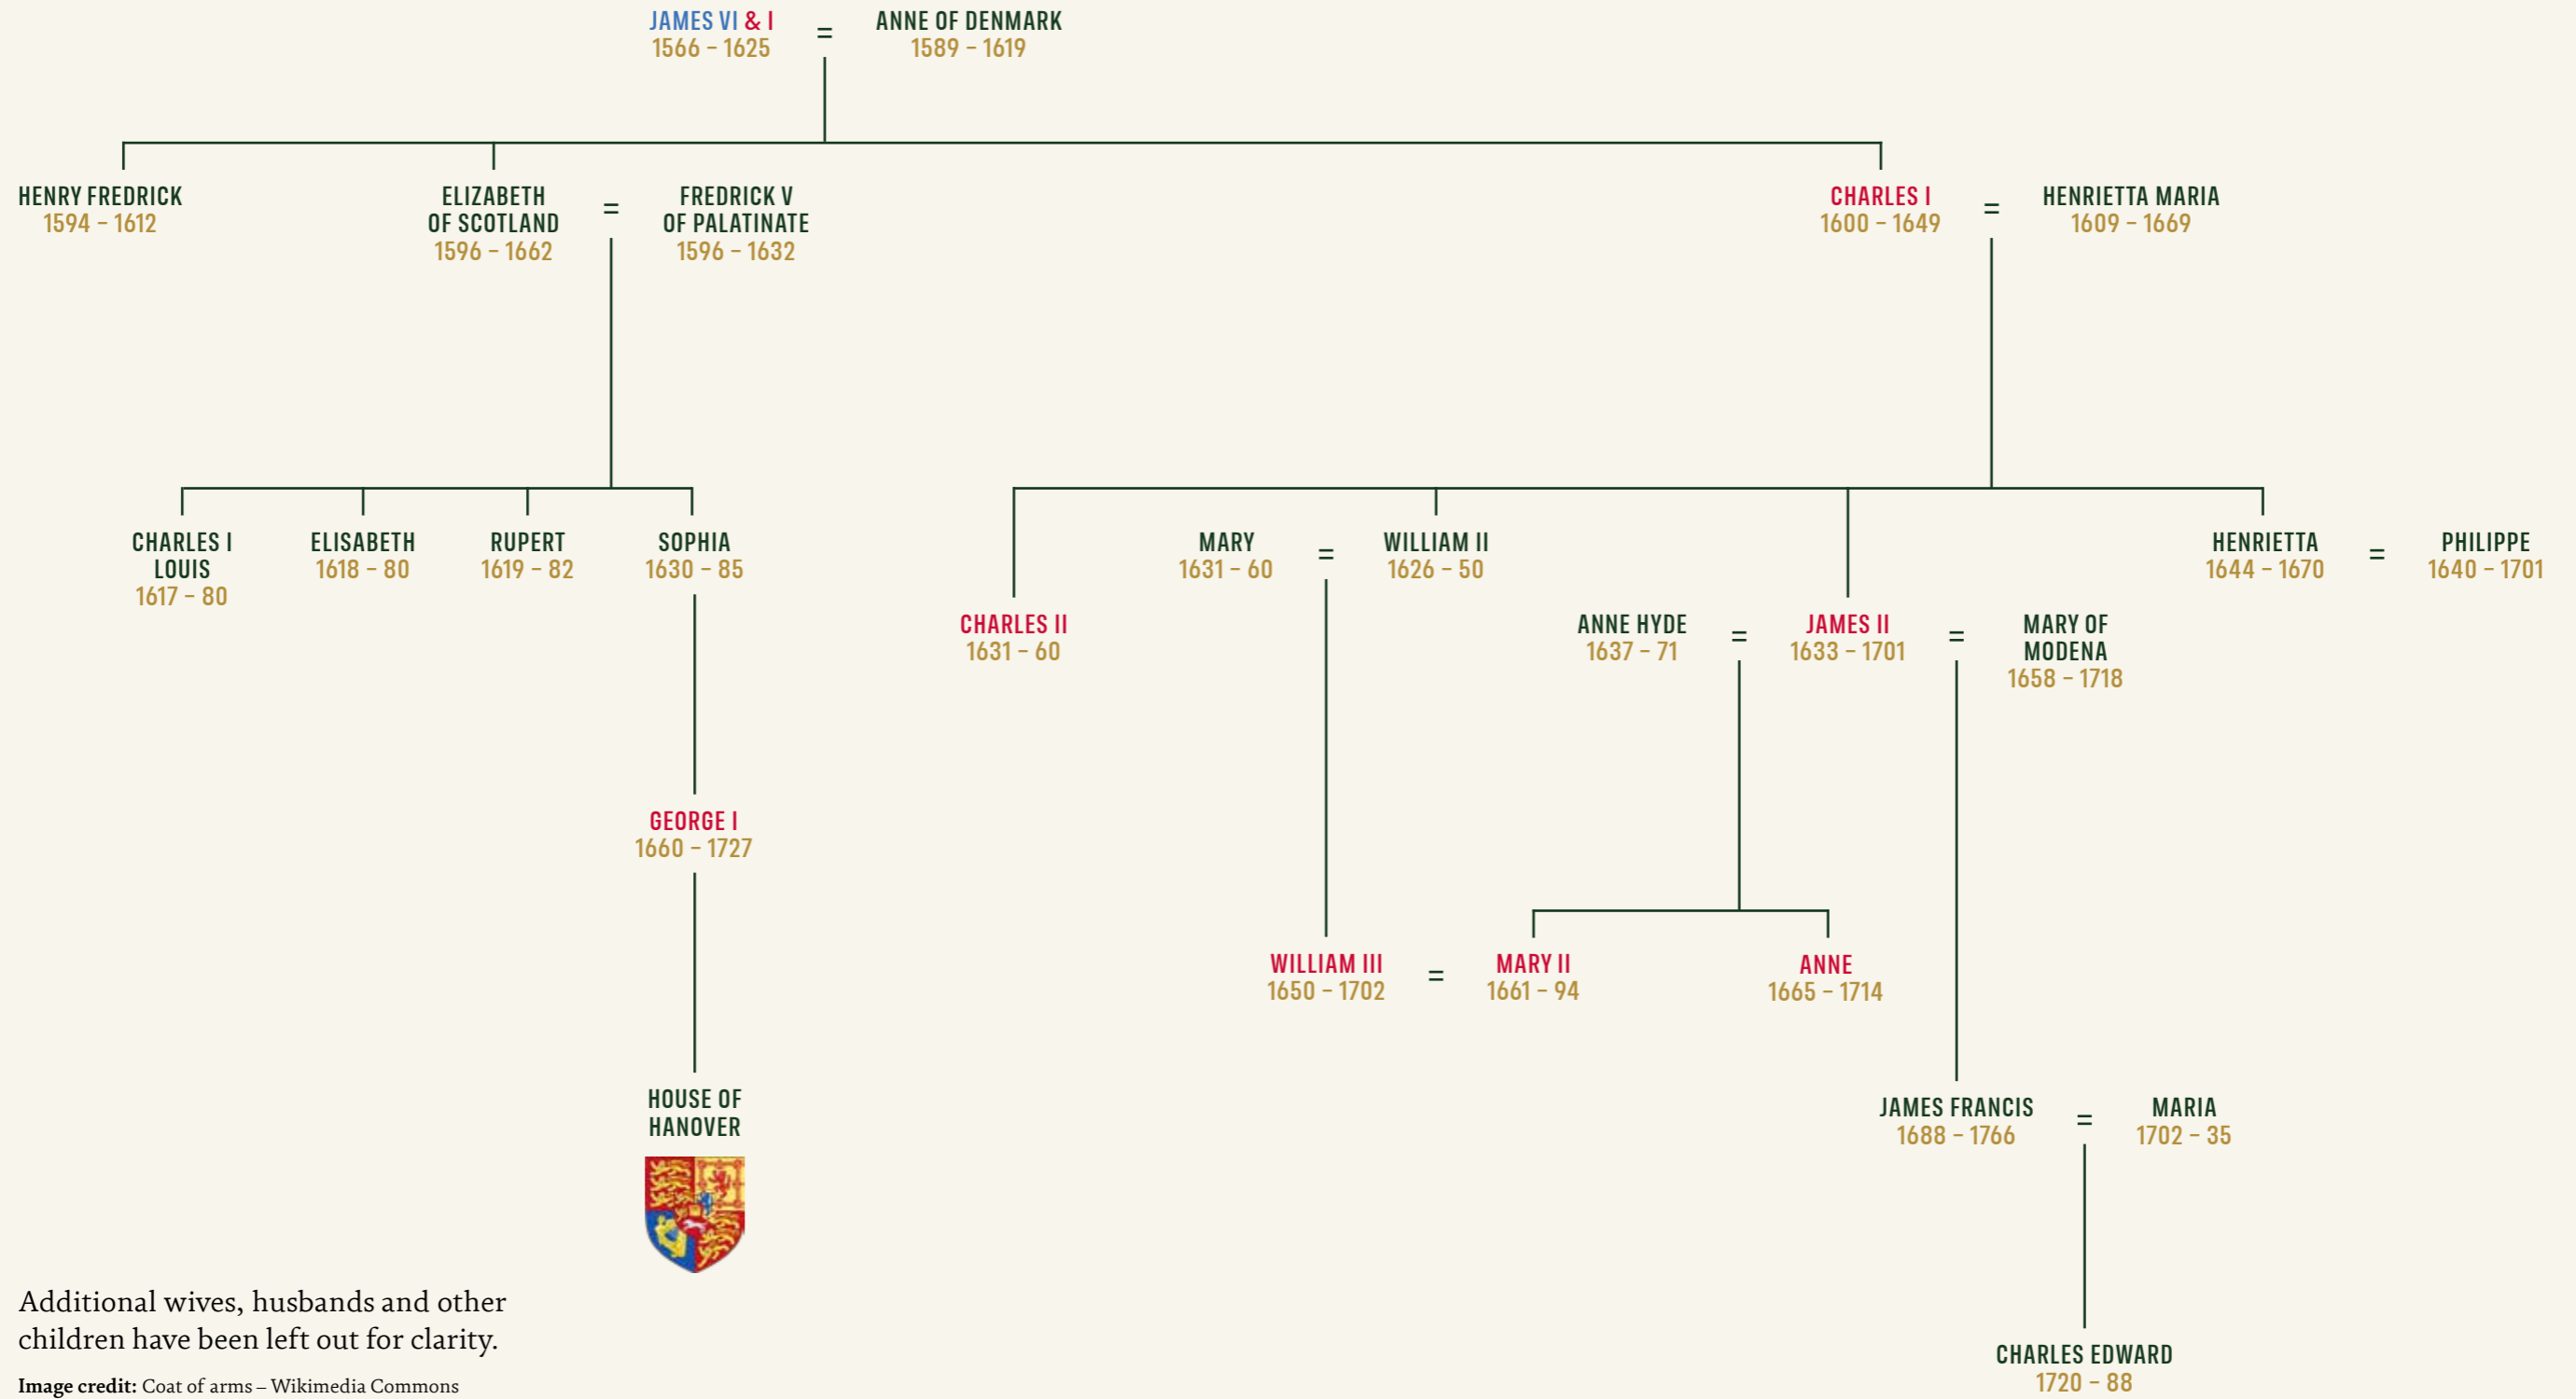 JAMES VI & I
1566 – 1625
=
ANNE OF DENMARK
1589 – 1619
HENRY FREDRICK
1594 – 1612
ELIZABETH
OF SCOTLAND
1596 – 1662
=
FREDRICK V
OF PALATINATE
1596 – 1632
CHARLES I
1600 – 1649
=
HENRIETTA MARIA
1609 – 1669
CHARLES I
LOUIS
1617 – 80
ELISABETH
1618 – 80
RUPERT
1619 – 82
SOPHIA
1630 – 85
CHARLES II
1631 – 60
MARY
1631 – 60
=
WILLIAM II
1626 – 50
ANNE HYDE
1637 – 71
=
JAMES II
1633 – 1701
=
MARY OF
MODENA
1658 – 1718
HENRIETTA
1644 – 1670
=
PHILIPPE
1640 – 1701
GEORGE I
1660 – 1727
WILLIAM III
1650 – 1702
=
MARY II
1661 – 94
ANNE
1665 – 1714
HOUSE OF
HANOVER
JAMES FRANCIS
1688 – 1766
=
MARIA
1702 – 35
CHARLES EDWARD
1720 – 88
Additional wives, husbands and other
children have been left out for clarity.
Image credit: Coat of arms – Wikimedia Commons